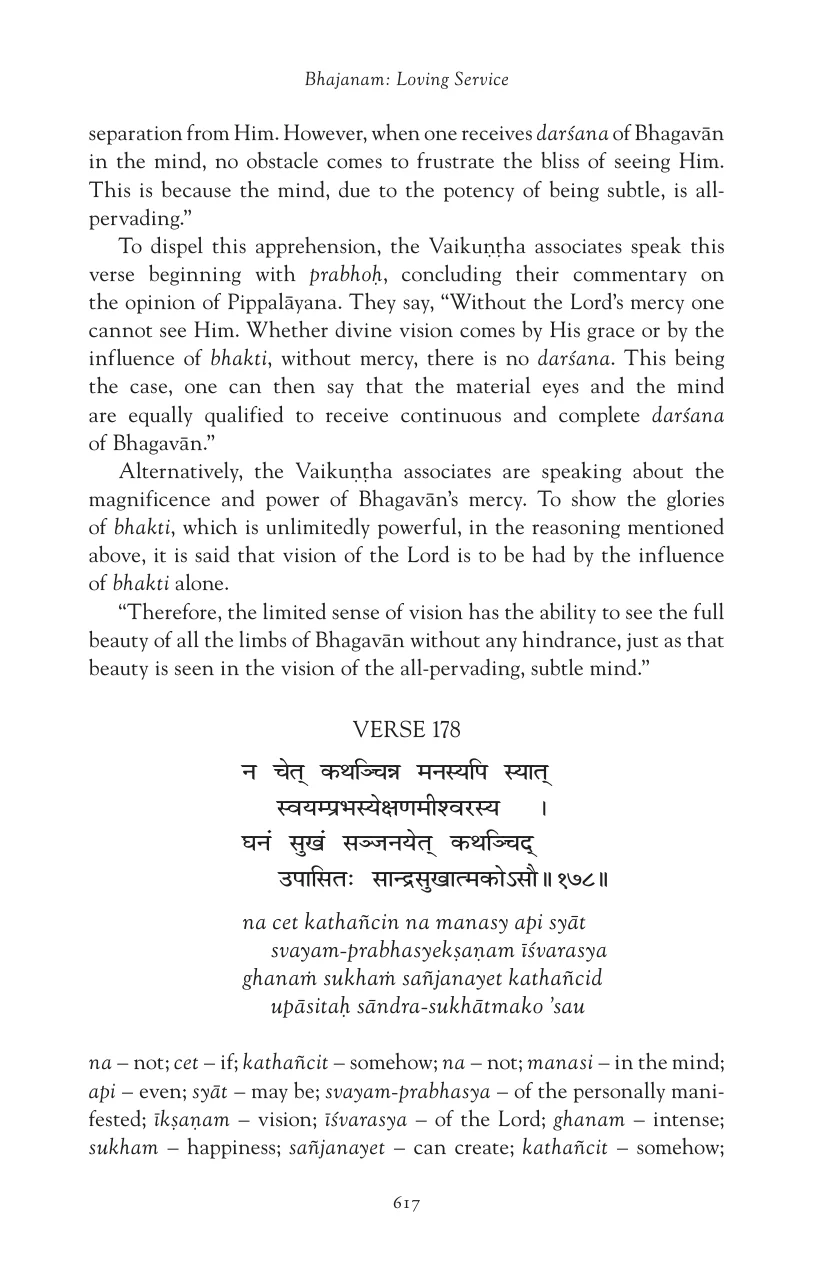 Bhajanam: Loving Service
separation from Him. However, when one receives darśana of Bhagavān
in the mind, no obstacle comes to frustrate the bliss of seeing Him.
This is because the mind, due to the potency of being subtle, is all-
pervading.”
To dispel this apprehension, the Vaikuṇṭha associates speak this
verse beginning with prabhoḥ, concluding their commentary on
the opinion of Pippalāyana. They say, “Without the Lord’s mercy one
cannot see Him. Whether divine vision comes by His grace or by the
influence of bhakti, without mercy, there is no darśana. This being
the case, one can then say that the material eyes and the mind
are equally qualified to receive continuous and complete darśana
of Bhagavān.”
Alternatively, the Vaikuṇṭha associates are speaking about the
magnificence and power of Bhagavān’s mercy. To show the glories
of bhakti, which is unlimitedly powerful, in the reasoning mentioned
above, it is said that vision of the Lord is to be had by the influence
of bhakti alone.
“Therefore, the limited sense of vision has the ability to see the full
beauty of all the limbs of Bhagavān without any hindrance, just as that
beauty is seen in the vision of the all-pervading, subtle mind.”
VERSE 178
न चेत् कथञ्चिन्न मनस्यपि स्यात्
स्वयम्प्रभस्येक्षणमीश्वरस्य ।
घनं सुखं सञ्जनयेत् कथञ्चिद्
उपासितः सान्द्रसुखात्मकोऽसौ॥१७८॥
na cet kathañcin na manasy api syāt
svayam-prabhasyekṣaṇam īśvarasya
ghanaṁ sukhaṁ sañjanayet kathañcid
upāsitaḥ sāndra-sukhātmako ’sau
na – not; cet – if; kathañcit – somehow; na – not; manasi – in the mind;
api – even; syāt – may be; svayam-prabhasya – of the personally mani-
fested; īkṣaṇam – vision; īśvarasya – of the Lord; ghanam – intense;
sukham – happiness; sañjanayet – can create; kathañcit – somehow;
617